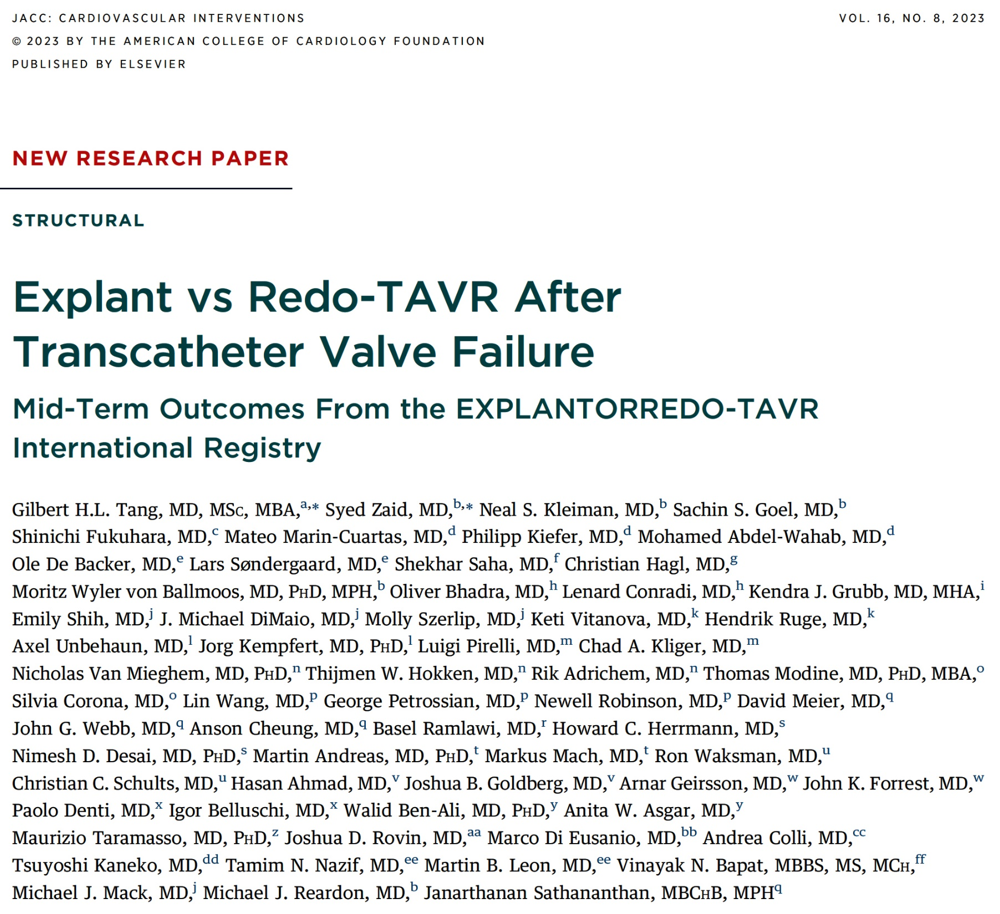 JACC: CARDIOVASCULAR INTERVENTIONS
VOL. 16, NO. 8, 2023
© 2023 BY THE AMERICAN COLLEGE OF CARDIOLOGY FOUNDATION
PUBLISHED BY ELSEVIER
NEW RESEARCH PAPER
STRUCTURAL
Explant vs Redo-TAVR After
Transcatheter Valve Failure
Mid-Term Outcomes From the EXPLANTORREDO-TAVR
International Registry
Gilbert H.L. Tang, MD, MSc, MBA,a,* Syed Zaid, MD,b,* Neal S. Kleiman, MD,b Sachin S. Goel, MD,b
Shinichi Fukuhara, MD,c Mateo Marin-Cuartas, MD,d Philipp Kiefer, MD,d Mohamed Abdel-Wahab, MD,d
Ole De Backer, MD,e Lars Søndergaard, MD,e Shekhar Saha, MD,f Christian Hagl, MD,g
Moritz Wyler von Ballmoos, MD, PhD, MPH,b Oliver Bhadra, MD,h Lenard Conradi, MD,h Kendra J. Grubb, MD, MHA,i
Emily Shih, MD,j J. Michael DiMaio, MD,j Molly Szerlip, MD,j Keti Vitanova, MD,k Hendrik Ruge, MD,k
Axel Unbehaun, MD,l Jorg Kempfert, MD, PhD,l Luigi Pirelli, MD,m Chad A. Kliger, MD,m
Nicholas Van Mieghem, MD, PhD,n Thijmen W. Hokken, MD,n Rik Adrichem, MD,n Thomas Modine, MD, PhD, MBA,o
Silvia Corona, MD,o Lin Wang, MD,p George Petrossian, MD,p Newell Robinson, MD,p David Meier, MD,q
John G. Webb, MD,q Anson Cheung, MD,q Basel Ramlawi, MD,r Howard C. Herrmann, MD,s
Nimesh D. Desai, MD, PhD,s Martin Andreas, MD, PhD,t Markus Mach, MD,t Ron Waksman, MD,u
Christian C. Schults, MD,u Hasan Ahmad, MD,v Joshua B. Goldberg, MD,v Arnar Geirsson, MD,w John K. Forrest, MD,w
Paolo Denti, MD,x Igor Belluschi, MD,x Walid Ben-Ali, MD, PhD,y Anita W. Asgar, MD,y
Maurizio Taramasso, MD, PhD,z Joshua D. Rovin, MD,aa Marco Di Eusanio, MD,bb Andrea Colli, MD,cc
Tsuyoshi Kaneko, MD,dd Tamim N. Nazif, MD,ee Martin B. Leon, MD,ee Vinayak N. Bapat, MBBS, MS, MCh,ff
Michael J. Mack, MD,j Michael J. Reardon, MD,b Janarthanan Sathananthan, MBChB, MPHq